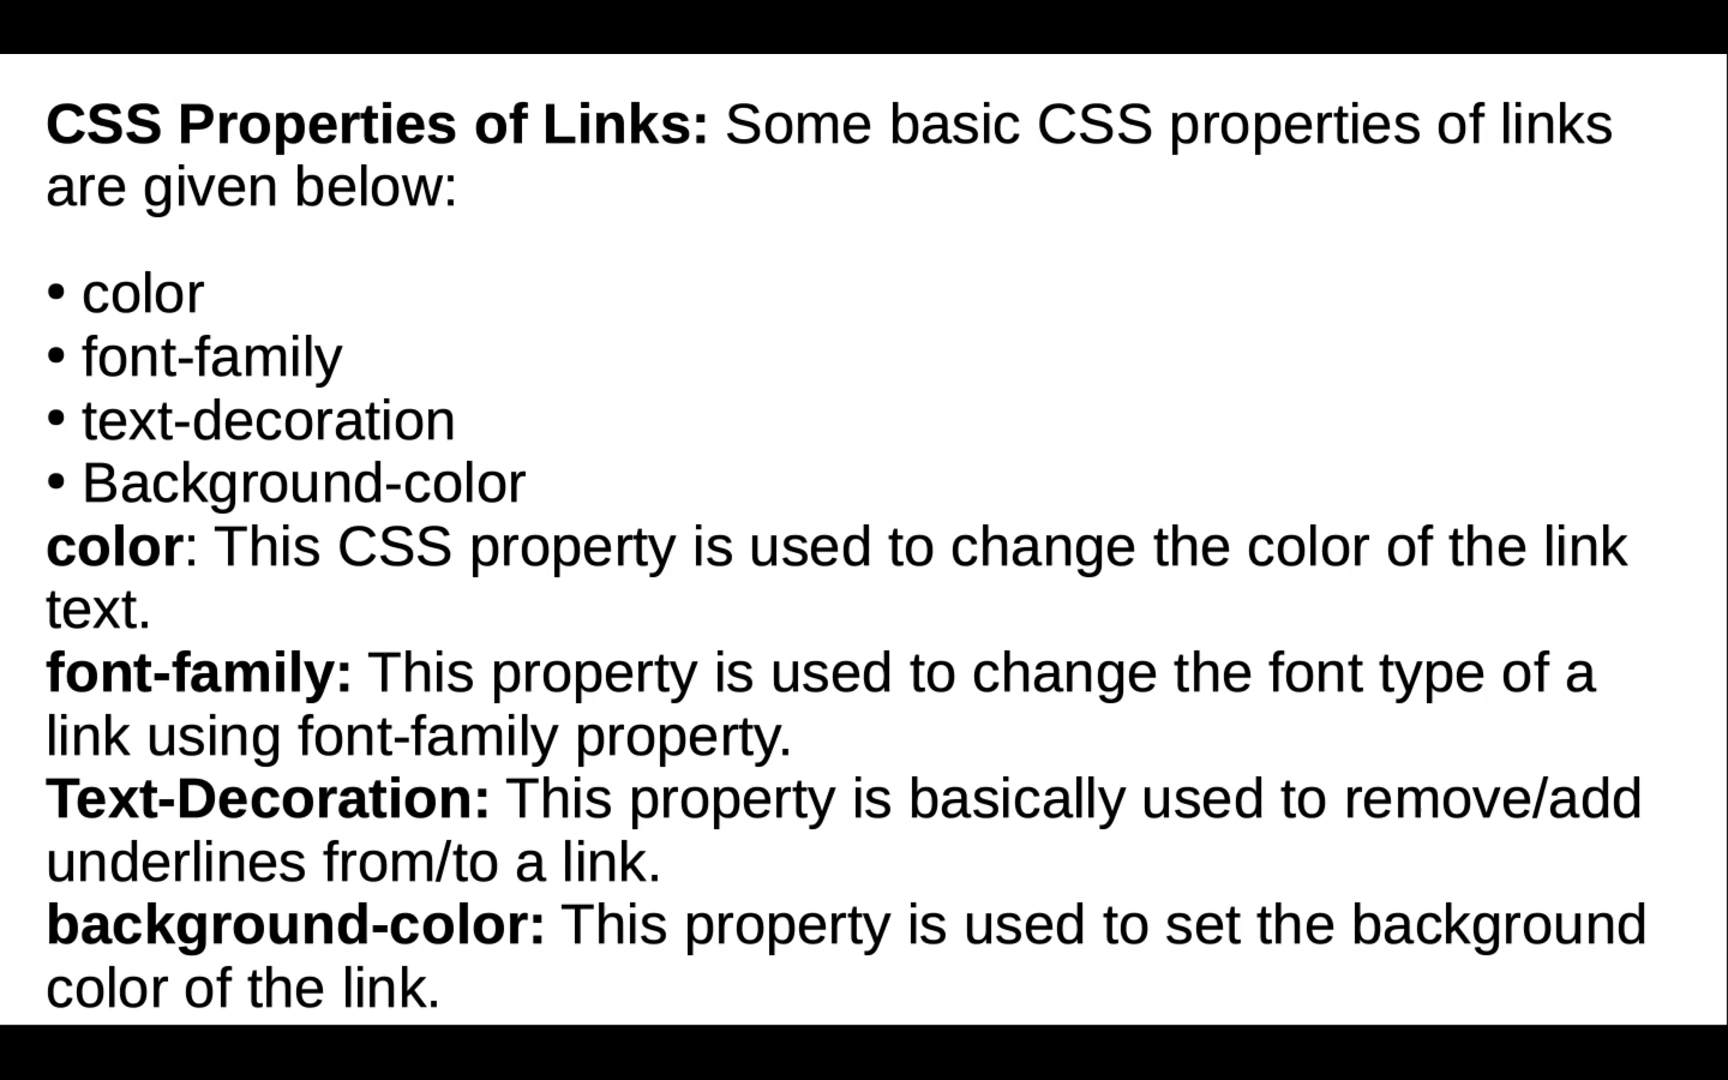 CSS Properties of Links: Some basic CSS properties of links
are given below:
• color
• font-family
• text-decoration
• Background-color
color: This CSS property is used to change the color of the link
text.
font-family: This property is used to change the font type of a
link using font-family property.
Text-Decoration: This property is basically used to remove/add
underlines from/to a link.
background-color: This property is used to set the background
color of the link.